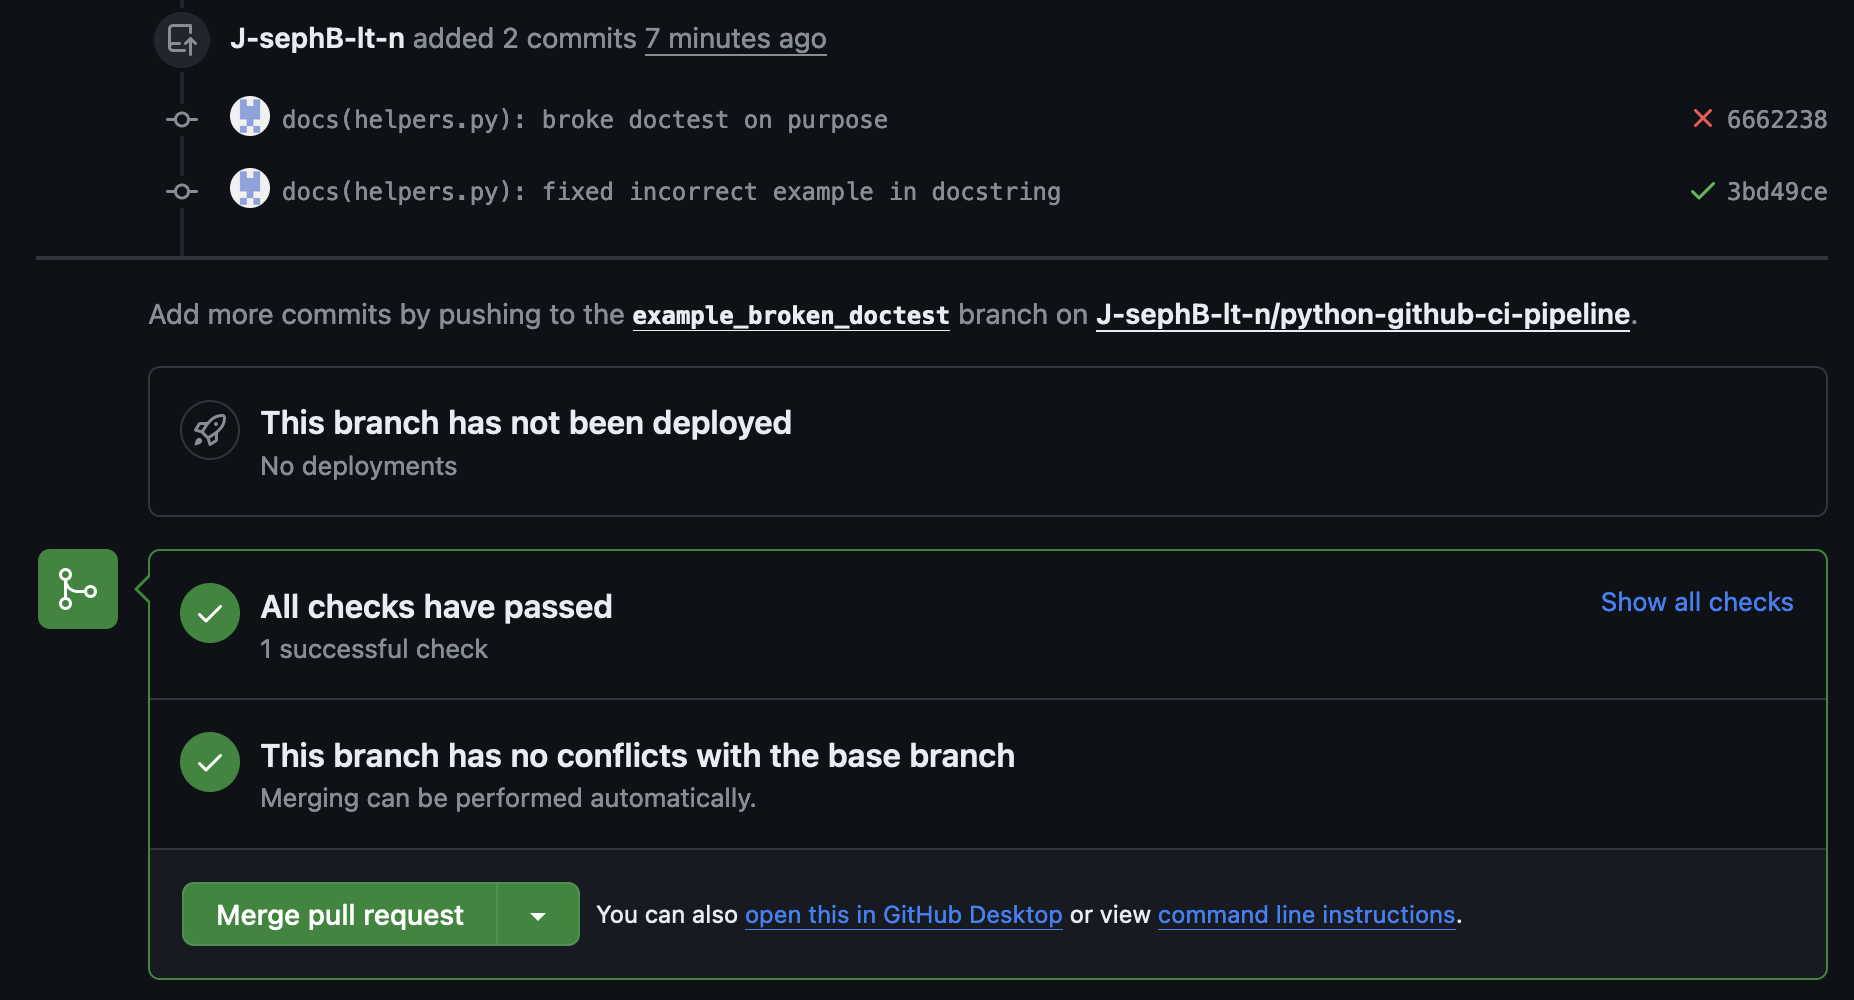 J-sephB-lt-n added 2 commits 7 minutes ago
docs(helpers.py): broke doctest on purpose 6662238
docs(helpers.py): fixed incorrect example in docstring 3bd49ce
Add more commits by pushing to the example_broken_doctest branch on J-sephB-lt-n/python-github-ci-pipeline.
This branch has not been deployed
No deployments
All checks have passed
Show all checks
1 successful check
This branch has no conflicts with the base branch
Merging can be performed automatically.
Merge pull request You can also open this in GitHub Desktop or view command line instructions.